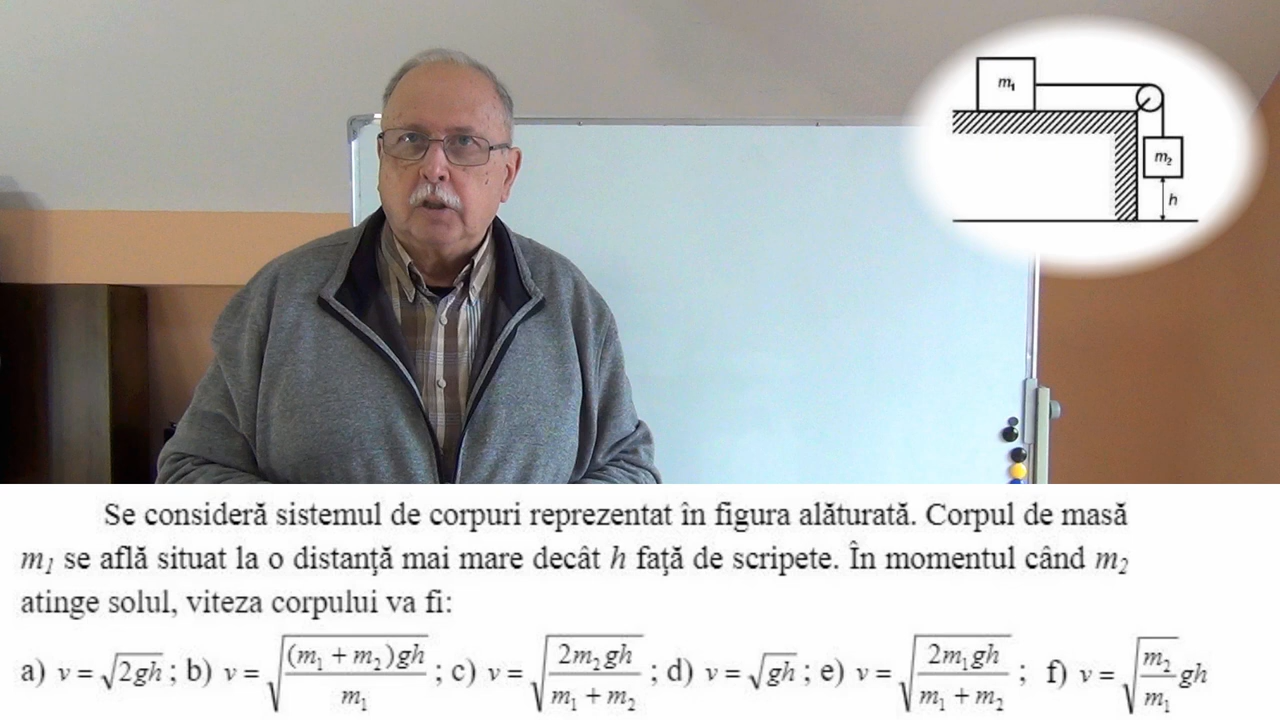 m₁
m₂
h
Se consideră sistemul de corpuri reprezentat în figura alăturată. Corpul de masă
m₁ se află situat la o distanță mai mare decât h față de scripete. În momentul când m₂
atinge solul, viteza corpului va fi:
a) v = √(2gh) ; b) v = √((m₁ + m₂)gh / m₁) ; c) v = √(2m₂gh / (m₁ + m₂)) ; d) v = √(gh) ; e) v = √(2m₁gh / (m₁ + m₂)) ; f) v = √(m₂/m₁) gh